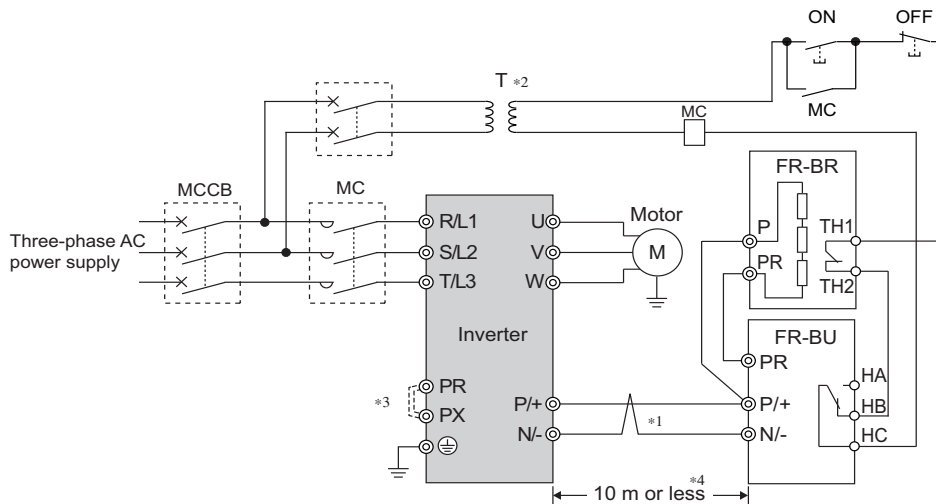 ON
OFF
T *2
MC
MC
FR-BR
MCCB
MC
R/L1
U
Motor
P
TH1
Three-phase AC
power supply
S/L2
V
M
PR
TH2
T/L3
W
Inverter
FR-BU
PR
HA
*3
PR
PX
P/+
P/+
HB
N/-
*1
N/-
HC
10 m or less *4